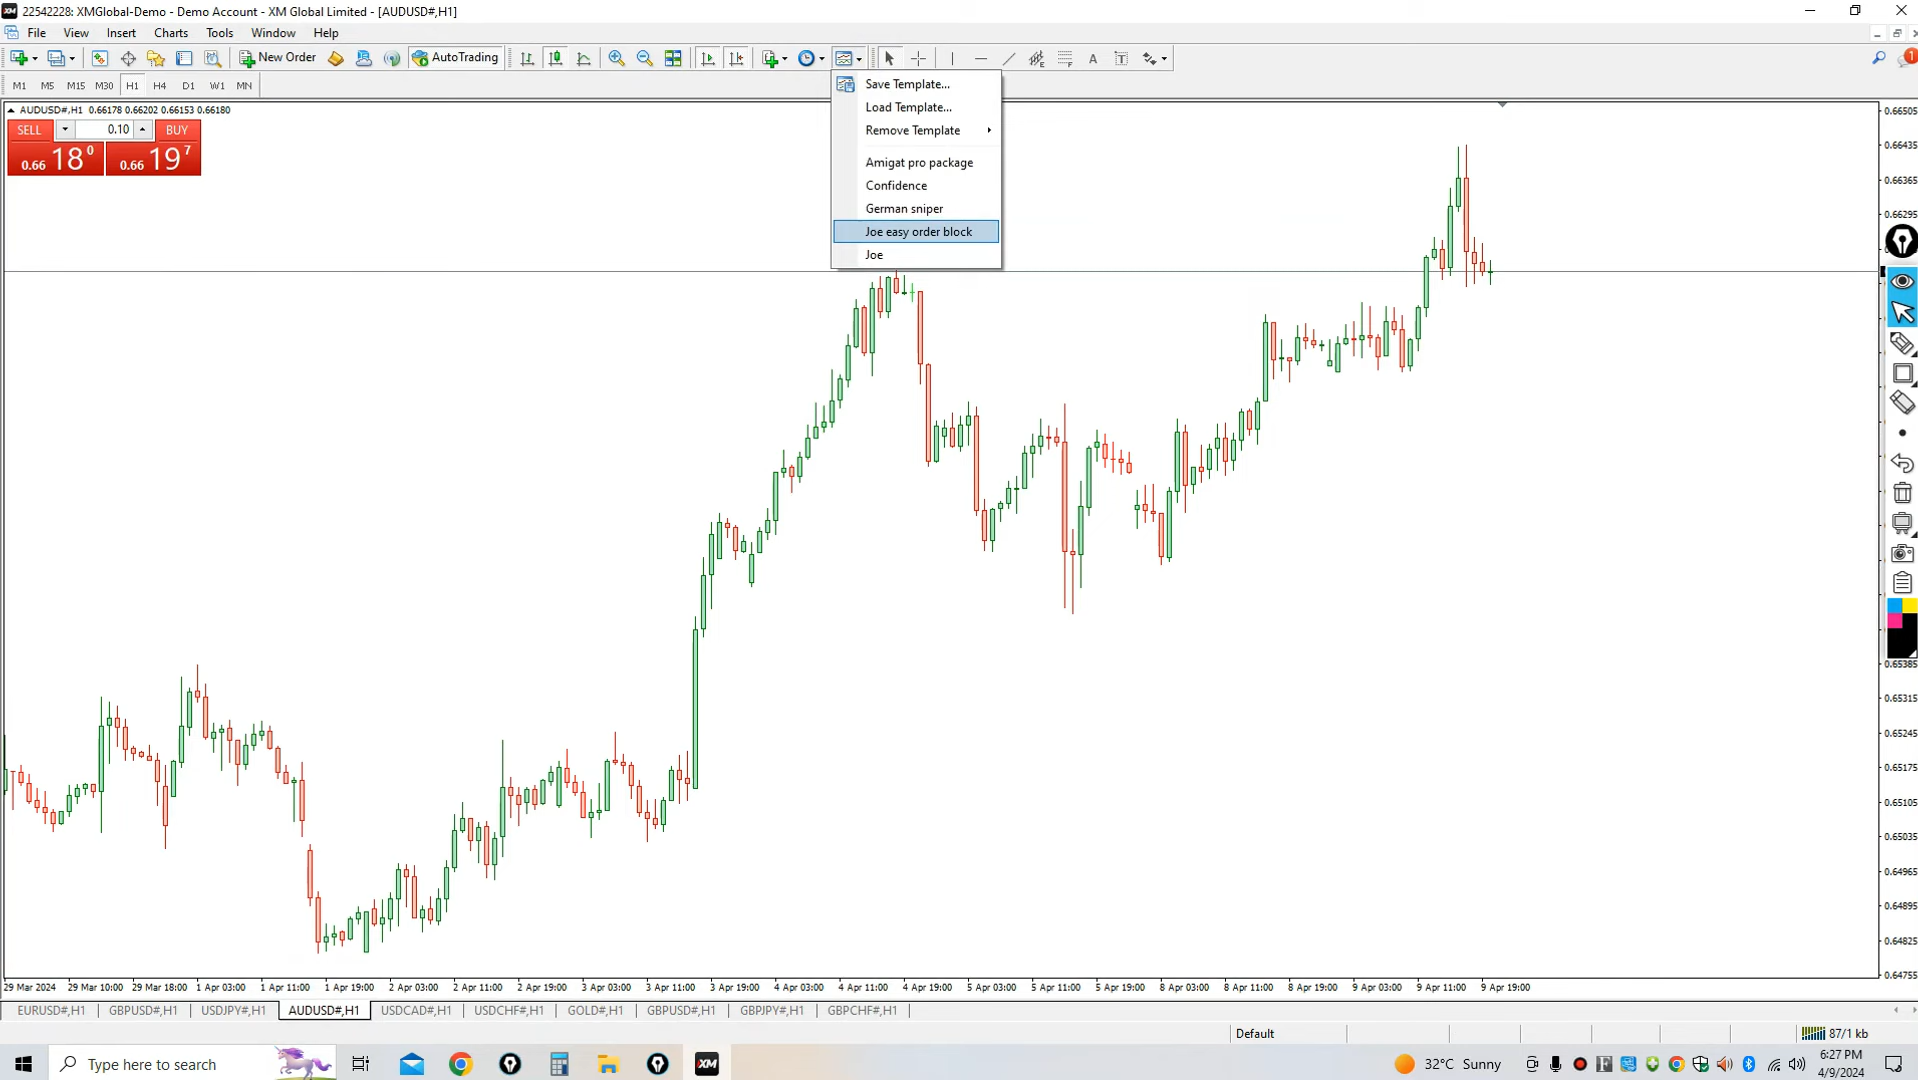 22542228: XMGlobal-Demo - Demo Account - XM Global Limited - [AUDUSD#,H1]
File View Insert Charts Tools Window Help
New Order AutoTrading
M1 M5 M15 M30 H1 H4 D1 W1 MN
Save Template...
Load Template...
Remove Template
Amigat pro package
Confidence
German sniper
Joe easy order block
Joe
AUDUSD#,H1 0.66178 0.66202 0.66153 0.66180
SELL 0.10 BUY
0.66 18 0 0.66 19 7
0.66505
0.66435
0.66365
0.66295
0.65385
0.65315
0.65245
0.65175
0.65105
0.65035
0.64965
0.64895
0.64825
0.64755
29 Mar 2024 29 Mar 10:00 29 Mar 18:00 1 Apr 03:00 1 Apr 11:00 1 Apr 19:00 2 Apr 03:00 2 Apr 11:00 2 Apr 19:00 3 Apr 03:00 3 Apr 11:00 3 Apr 19:00 4 Apr 03:00 4 Apr 11:00 4 Apr 19:00 5 Apr 03:00 5 Apr 11:00 5 Apr 19:00 8 Apr 03:00 8 Apr 11:00 8 Apr 19:00 9 Apr 03:00 9 Apr 11:00 9 Apr 19:00
EURUSD#,H1 GBPUSD#,H1 USDJPY#,H1 AUDUSD#,H1 USDCAD#,H1 USDCHF#,H1 GOLD#,H1 GBPUSD#,H1 GBPJPY#,H1 GBPCHF#,H1
Default 87/1 kb
Type here to search XM 32°C Sunny 6:27 PM
4/9/2024